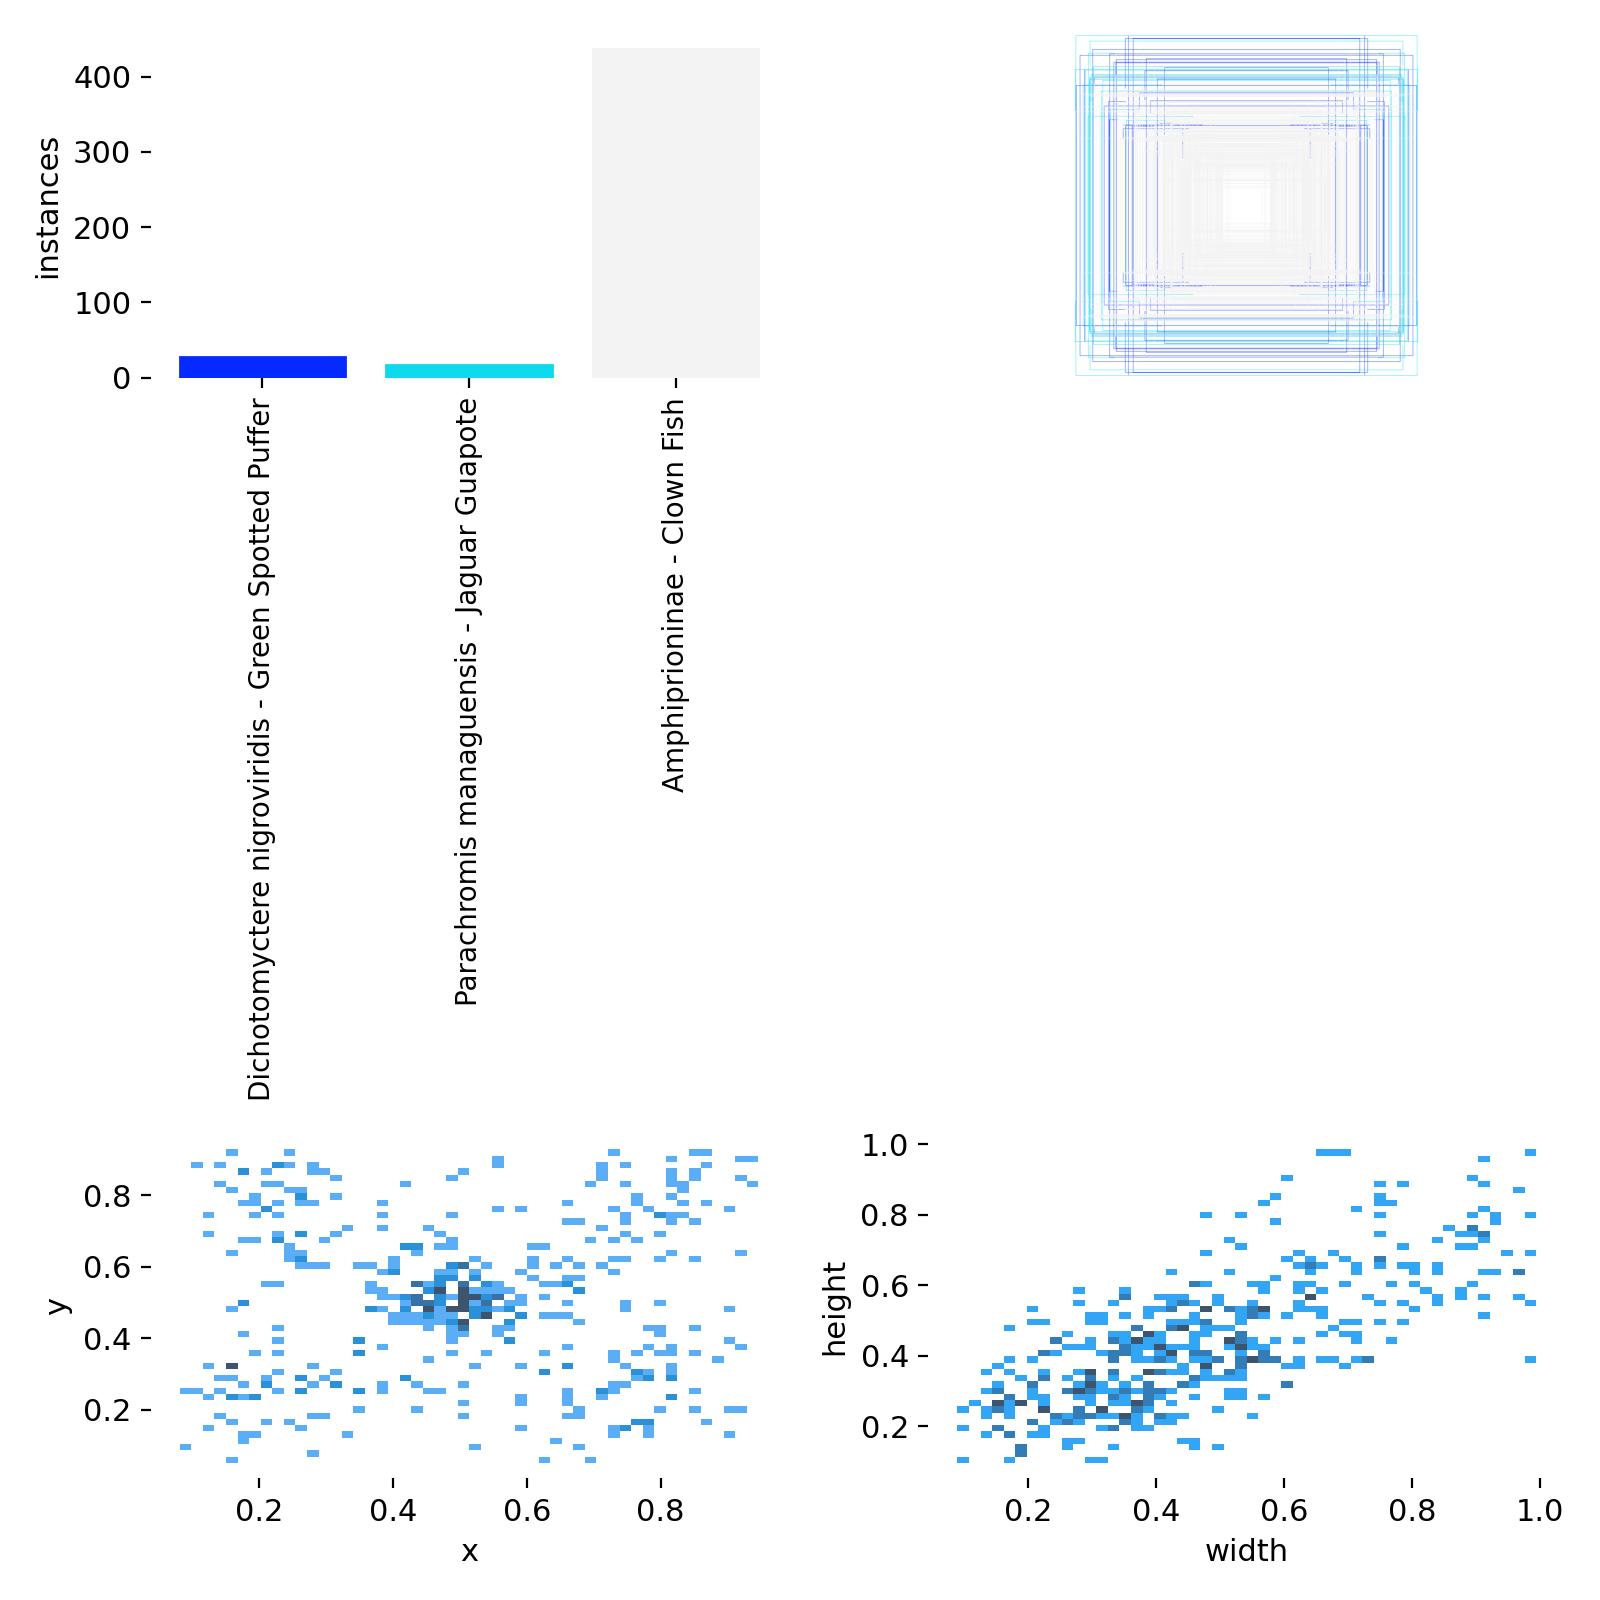 400
300
200
100
0
instances
Dichotomyctere nigroviridis - Green Spotted Puffer
Parachromis managuensis - Jaguar Guapote
Amphiprioninae - Clown Fish
0.8
0.6
0.4
0.2
y
0.2 0.4 0.6 0.8
x
1.0
0.8
0.6
0.4
0.2
height
0.2 0.4 0.6 0.8 1.0
width